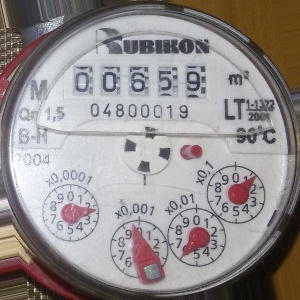 RUBIKON
M 00659 m³
Qn 1,5 04800019 LT 1-1322
B-H 90°C
2004
x0,0001 x0,1
x0,001 x0,01